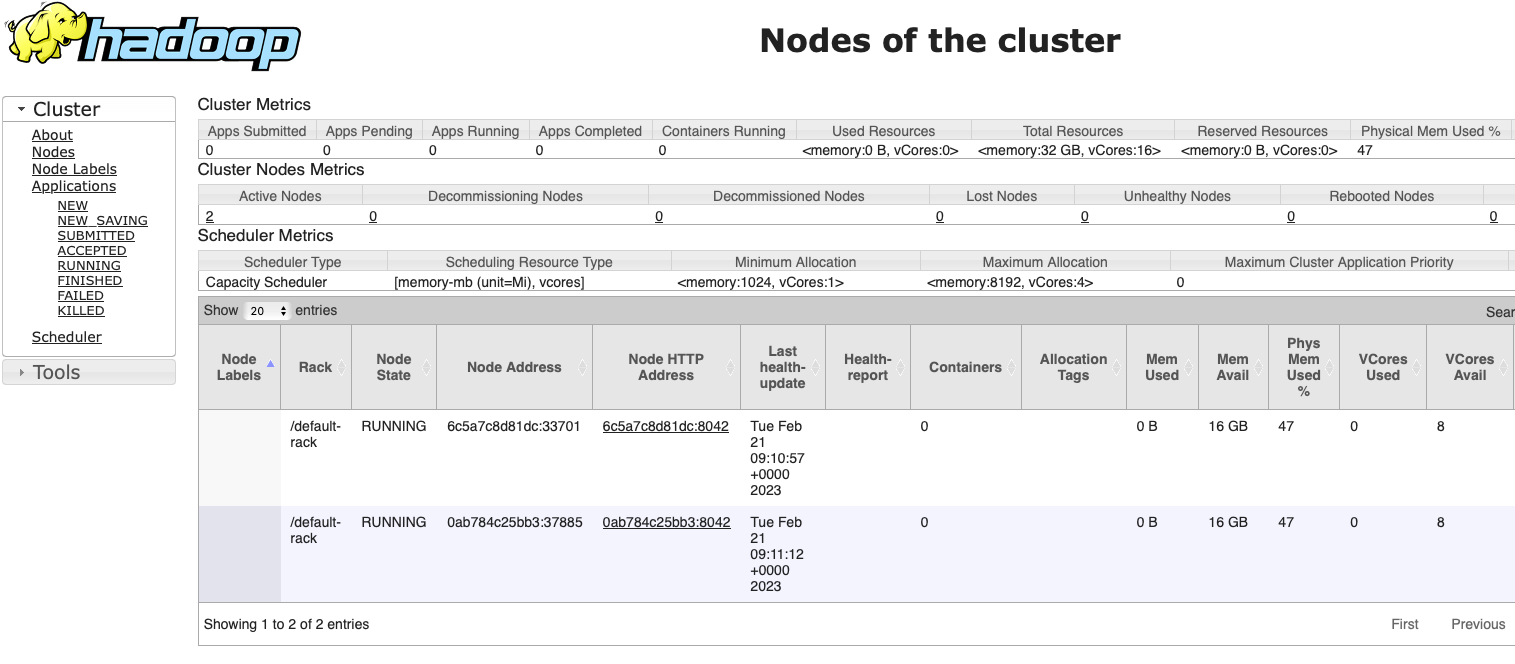 hadoop
Nodes of the cluster
Cluster
About
Nodes
Node Labels
Applications
NEW
NEW_SAVING
SUBMITTED
ACCEPTED
RUNNING
FINISHED
FAILED
KILLED
Scheduler
Tools
Cluster Metrics
Apps Submitted Apps Pending Apps Running Apps Completed Containers Running Used Resources Total Resources Reserved Resources Physical Mem Used %
0 0 0 0 0 <memory:0 B, vCores:0> <memory:32 GB, vCores:16> <memory:0 B, vCores:0> 47
Cluster Nodes Metrics
Active Nodes Decommissioning Nodes Decommissioned Nodes Lost Nodes Unhealthy Nodes Rebooted Nodes
2 0 0 0 0 0 0
Scheduler Metrics
Scheduler Type Scheduling Resource Type Minimum Allocation Maximum Allocation Maximum Cluster Application Priority
Capacity Scheduler [memory-mb (unit=Mi), vcores] <memory:1024, vCores:1> <memory:8192, vCores:4> 0
Show 20 entries Sear
Node Labels Rack Node State Node Address Node HTTP Address Last health-update Health-report Containers Allocation Tags Mem Used Mem Avail Phys Mem Used % VCores Used VCores Avail
/default-rack RUNNING 6c5a7c8d81dc:33701 6c5a7c8d81dc:8042 Tue Feb 21 09:10:57 +0000 2023 0 0 B 16 GB 47 0 8
/default-rack RUNNING 0ab784c25bb3:37885 0ab784c25bb3:8042 Tue Feb 21 09:11:12 +0000 2023 0 0 B 16 GB 47 0 8
Showing 1 to 2 of 2 entries First Previous